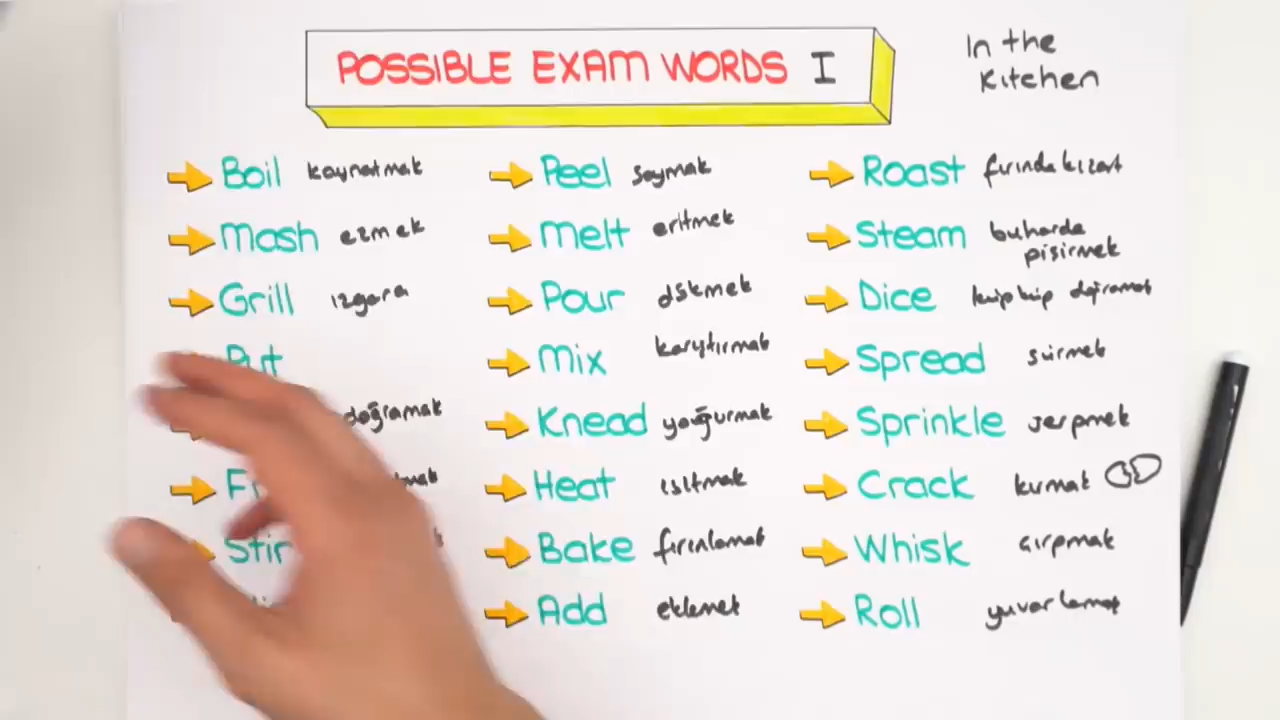 POSSIBLE EXAM WORDS I
In the
Kitchen
Boil kaynatmak
Mash ezmek
Grill ızgara
Put
doğramak
Stir
Peel soymak
Melt eritmek
Pour dökmek
Mix karıştırmak
Knead yoğurmak
Heat ısıtmak
Bake fırınlamak
Add eklemek
Roast fırında kızart
Steam buharda
pişirmek
Dice küp küp doğramak
Spread sürmek
Sprinkle serpmek
Crack kırmak
Whisk çırpmak
Roll yuvarlamak